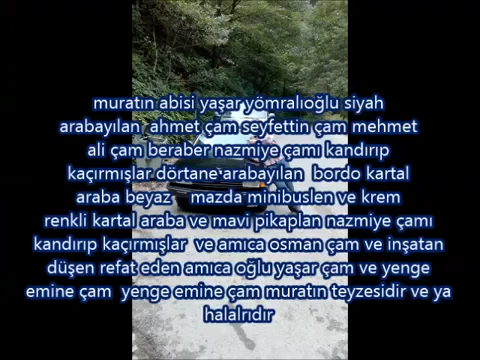 muratın abisi yaşar yömralıoğlu siyah
arabayılan ahmet çam seyfettin çam mehmet
ali çam beraber nazmiye çamı kandırıp
kaçırmışlar dörtane arabayılan bordo kartal
araba beyaz mazda minibuslen ve krem
renkli kartal araba ve mavi pikaplan nazmiye çamı
kandırıp kaçırmışlar ve amıca osman çam ve inşatan
düşen refat eden amıca oğlu yaşar çam ve yenge
emine çam yenge emine çam muratın teyzesidir ve ya
halalrıdır